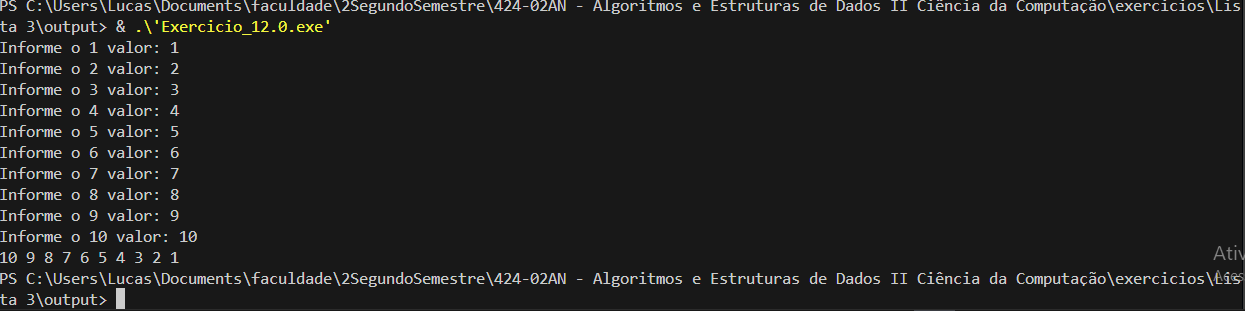 PS C:\Users\Lucas\Documents\faculdade\2SegundoSemestre\424-02AN - Algoritmos e Estruturas de Dados II Ciência da Computação\exercicios\Lis
ta 3\output> & .\'Exercicio_12.0.exe'
Informe o 1 valor: 1
Informe o 2 valor: 2
Informe o 3 valor: 3
Informe o 4 valor: 4
Informe o 5 valor: 5
Informe o 6 valor: 6
Informe o 7 valor: 7
Informe o 8 valor: 8
Informe o 9 valor: 9
Informe o 10 valor: 10
10 9 8 7 6 5 4 3 2 1
Ativ
PS C:\Users\Lucas\Documents\faculdade\2SegundoSemestre\424-02AN - Algoritmos e Estruturas de Dados II Ciência da Computação\exercicios\Lis
ta 3\output>